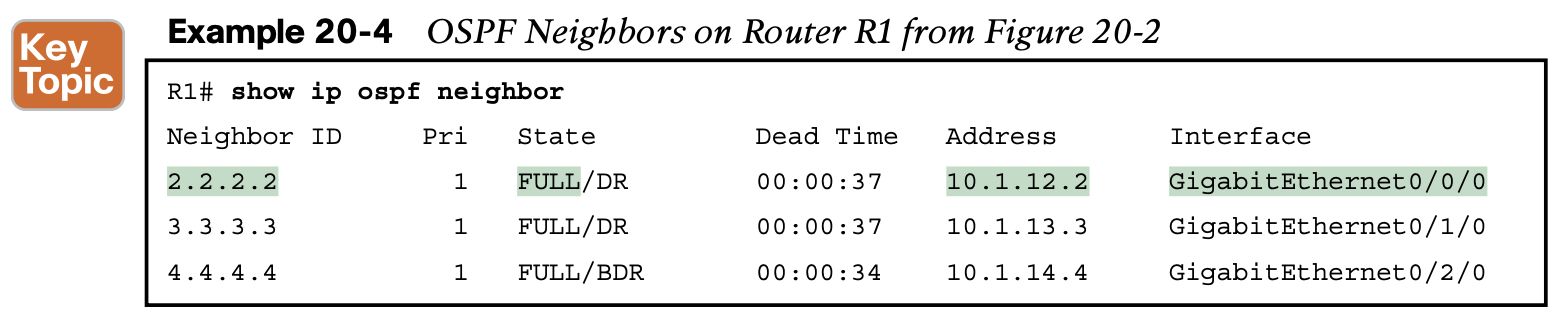 Key
Topic
Example 20-4 OSPF Neighbors on Router R1 from Figure 20-2
R1# show ip ospf neighbor
Neighbor ID Pri State Dead Time Address Interface
2.2.2.2 1 FULL/DR 00:00:37 10.1.12.2 GigabitEthernet0/0/0
3.3.3.3 1 FULL/DR 00:00:37 10.1.13.3 GigabitEthernet0/1/0
4.4.4.4 1 FULL/BDR 00:00:34 10.1.14.4 GigabitEthernet0/2/0